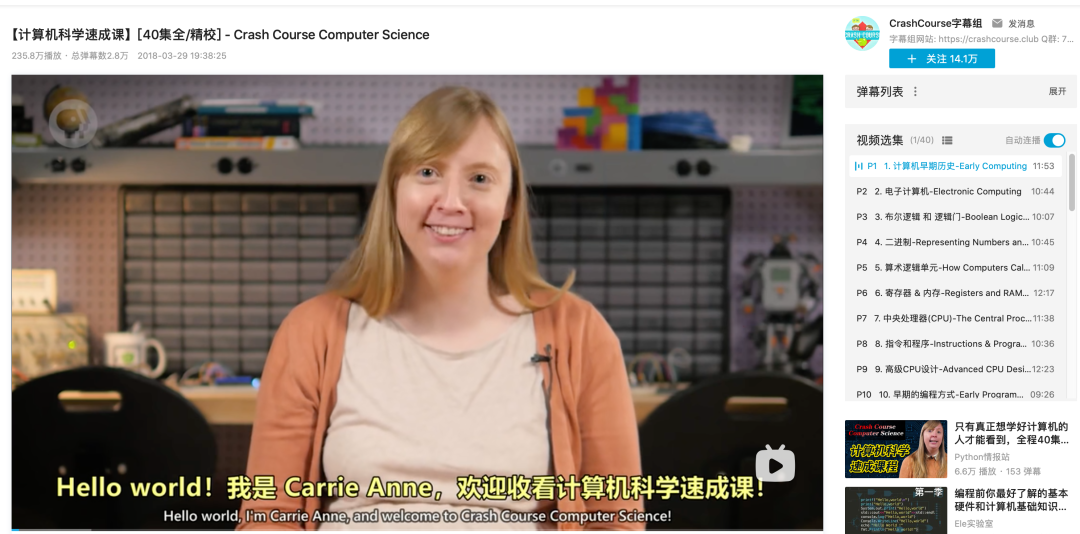 【计算机科学速成课】[40集全/精校] - Crash Course Computer Science
235.8万播放 · 总弹幕数2.8万 2018-03-29 19:38:25
Hello world！我是 Carrie Anne，欢迎收看计算机科学速成课！
Hello world, I'm Carrie Anne, and welcome to Crash Course Computer Science!
CRASH COURSE
CrashCourse字幕组 发消息
字幕组网站: https://crashcourse.club Q群: 7...
+ 关注 14.1万
弹幕列表 展开
视频选集 (1/40) 自动连播
P1 1. 计算机早期历史-Early Computing 11:53
P2 2. 电子计算机-Electronic Computing 10:44
P3 3. 布尔逻辑 和 逻辑门-Boolean Logic... 10:07
P4 4. 二进制-Representing Numbers an... 10:45
P5 5. 算术逻辑单元-How Computers Cal... 11:09
P6 6. 寄存器 & 内存-Registers and RAM... 12:17
P7 7. 中央处理器(CPU)-The Central Proc... 11:38
P8 8. 指令和程序-Instructions & Progra... 10:36
P9 9. 高级CPU设计-Advanced CPU Desi... 12:23
P10 10. 早期的编程方式-Early Program... 09:26
Crash Course
Computer Science
计算机科学
速成课程
只有真正想学好计算机的
人才能看到，全程40集...
Python情报站
6.6万 播放 · 153 弹幕
第一季
编程前你最好了解的基本
硬件和计算机基础知识...
Ele实验室